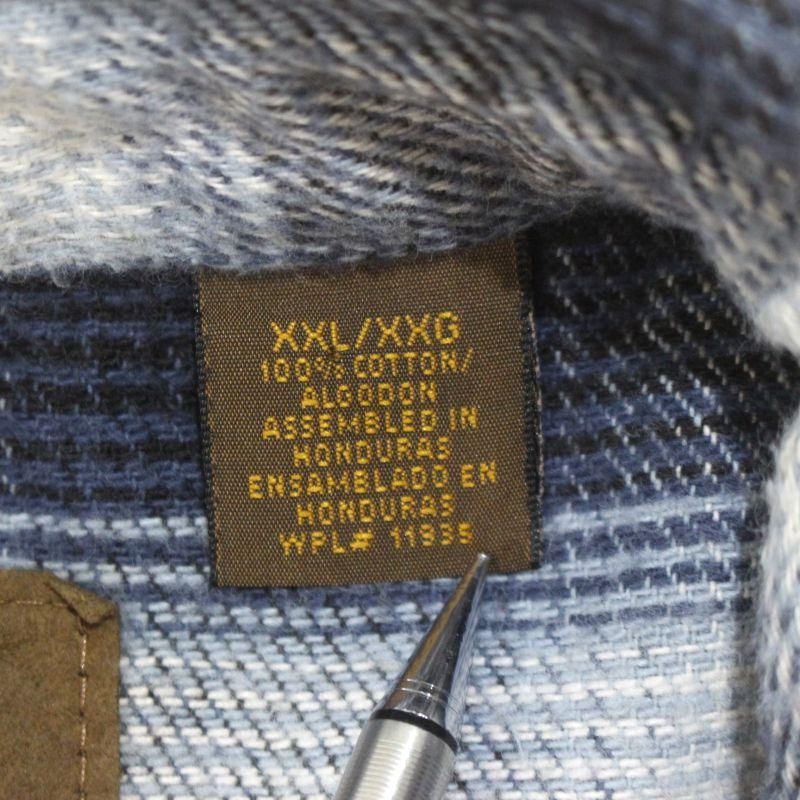 XXL/XXG
100% COTTON/
ALGODON
ASSEMBLED IN
HONDURAS
ENSAMBLADO EN
HONDURAS
WPL# 11935